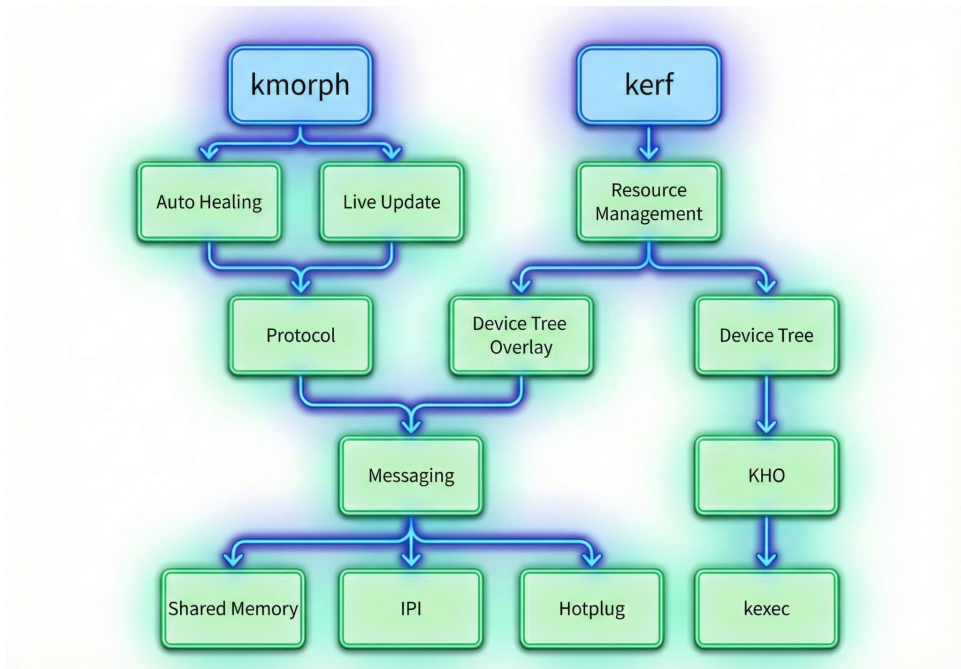 kmorph
kerf
Auto Healing
Live Update
Resource
Management
Protocol
Device Tree
Overlay
Device Tree
Messaging
KHO
Shared Memory
IPI
Hotplug
kexec